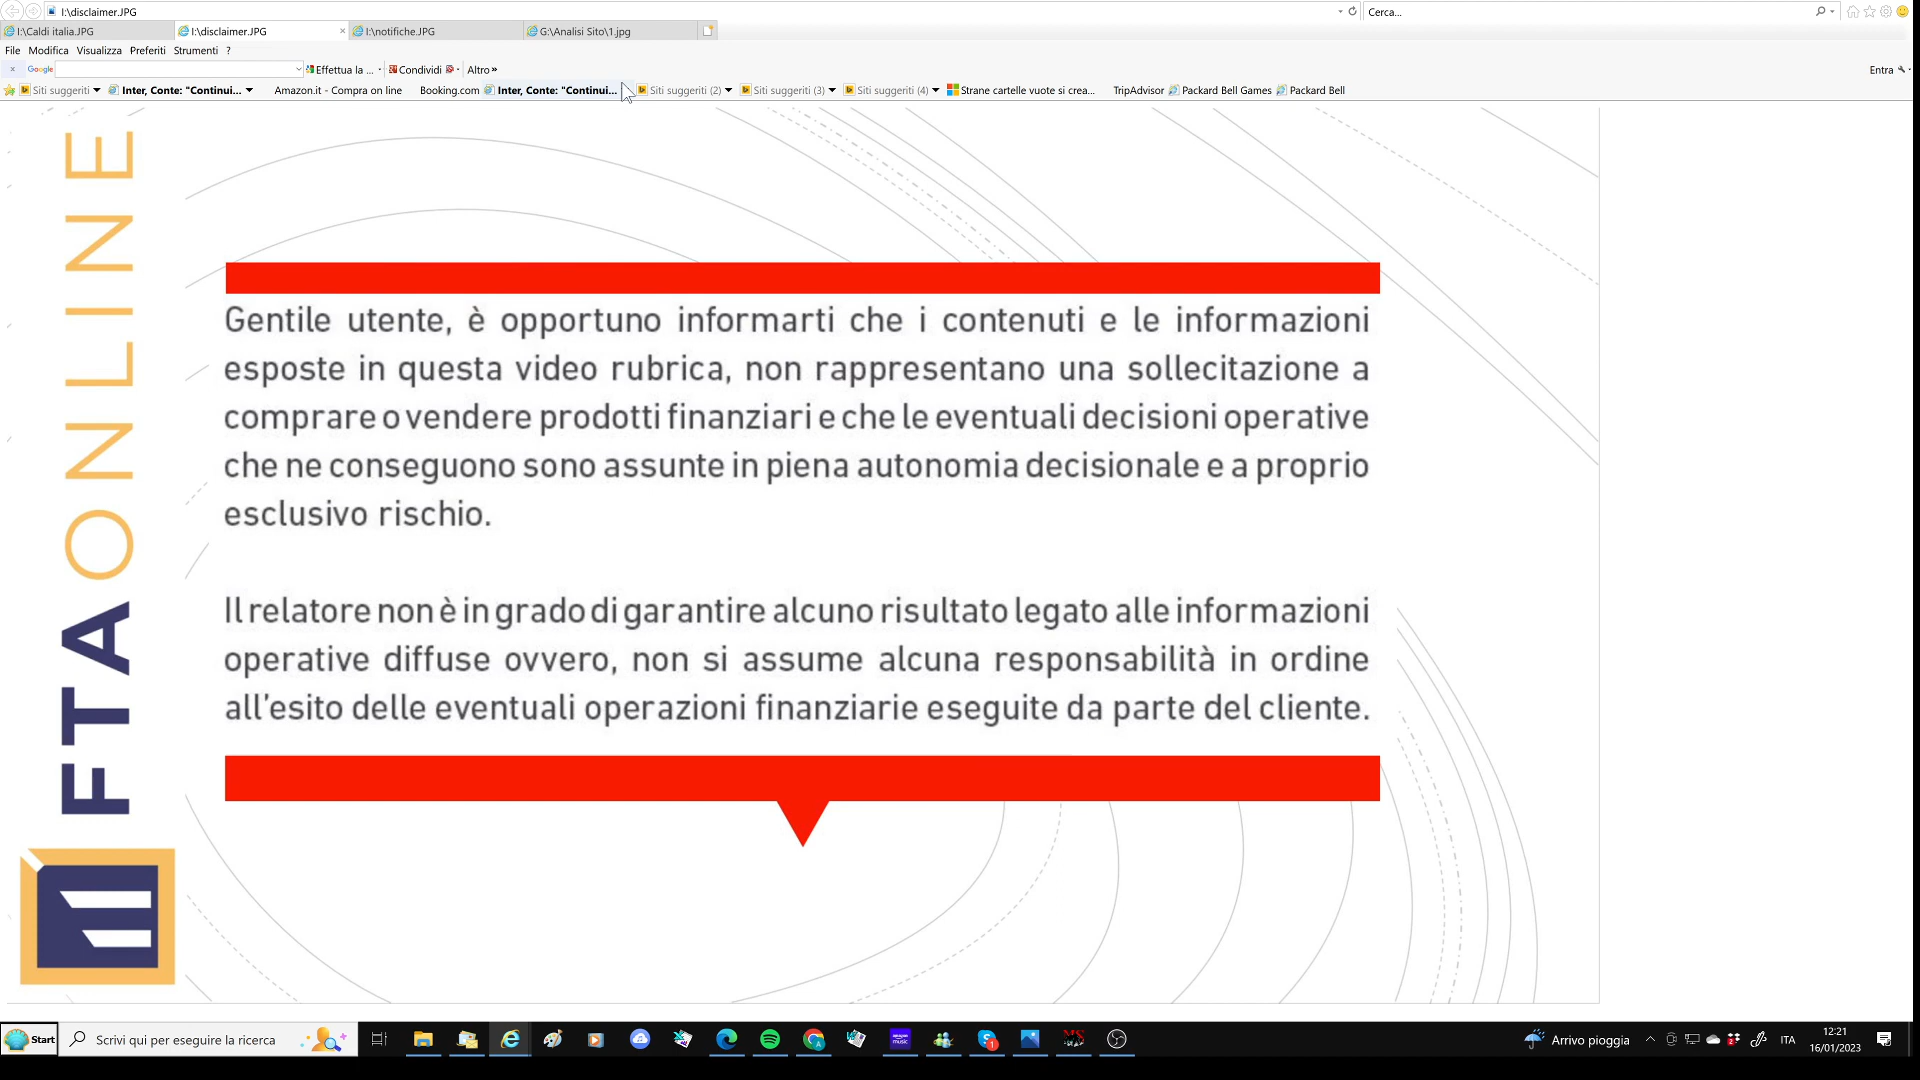 I:\disclaimer.JPG
Cerca...
I:\Caldi italia.JPG
I:\disclaimer.JPG
I:\notifiche.JPG
G:\Analisi Sito\1.jpg
File Modifica Visualizza Preferiti Strumenti ?
x Google Effettua la ... Condividi Altro » Entra
Siti suggeriti Inter, Conte: "Continui... Amazon.it - Compra on line Booking.com Inter, Conte: "Continui... Siti suggeriti (2) Siti suggeriti (3) Siti suggeriti (4) Strane cartelle vuote si crea... TripAdvisor Packard Bell Games Packard Bell
FTAONLINE
Gentile utente, è opportuno informarti che i contenuti e le informazioni
esposte in questa video rubrica, non rappresentano una sollecitazione a
comprare o vendere prodotti finanziari e che le eventuali decisioni operative
che ne conseguono sono assunte in piena autonomia decisionale e a proprio
esclusivo rischio.
Il relatore non è in grado di garantire alcuno risultato legato alle informazioni
operative diffuse ovvero, non si assume alcuna responsabilità in ordine
all'esito delle eventuali operazioni finanziarie eseguite da parte del cliente.
Start
Scrivi qui per eseguire la ricerca
Arrivo pioggia
ITA
12:21
16/01/2023